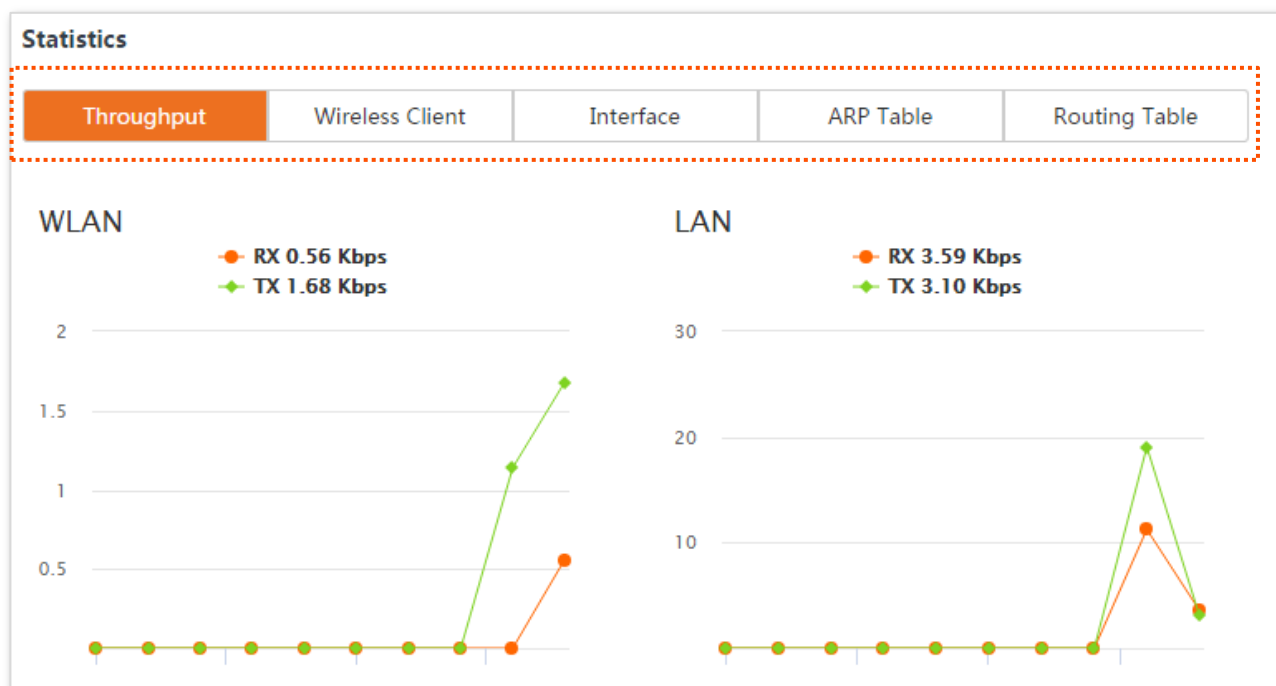 Statistics
Throughput Wireless Client Interface ARP Table Routing Table
WLAN
RX 0.56 Kbps
TX 1.68 Kbps
2
1.5
1
0.5
LAN
RX 3.59 Kbps
TX 3.10 Kbps
30
20
10